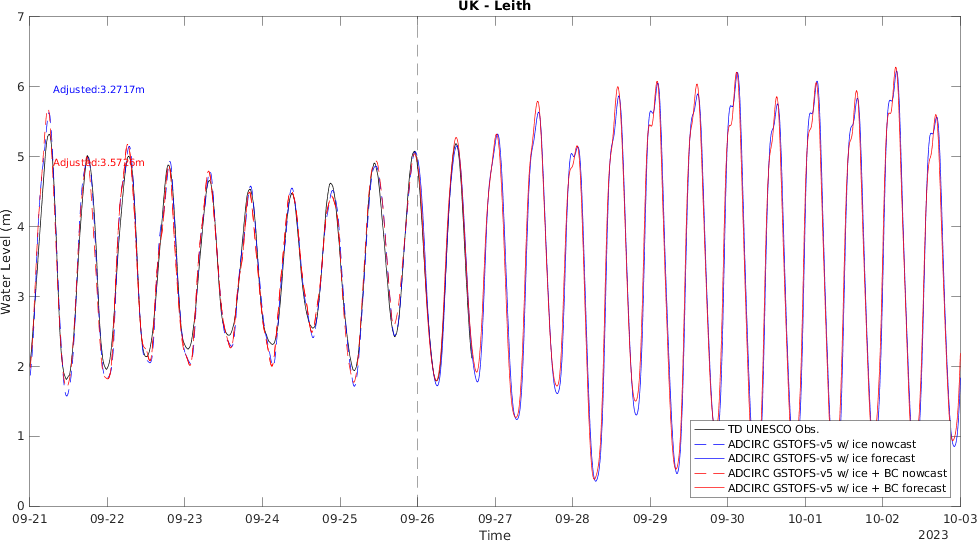 UK - Leith
7
6
5
4
3
2
1
0
Water Level (m)
Adjusted:3.2717m
Adjusted:3.5726m
TD UNESCO Obs.
ADCIRC GSTOFS-v5 w/ ice nowcast
ADCIRC GSTOFS-v5 w/ ice forecast
ADCIRC GSTOFS-v5 w/ ice + BC nowcast
ADCIRC GSTOFS-v5 w/ ice + BC forecast
09-21 09-22 09-23 09-24 09-25 09-26 09-27 09-28 09-29 09-30 10-01 10-02 10-03
Time
2023